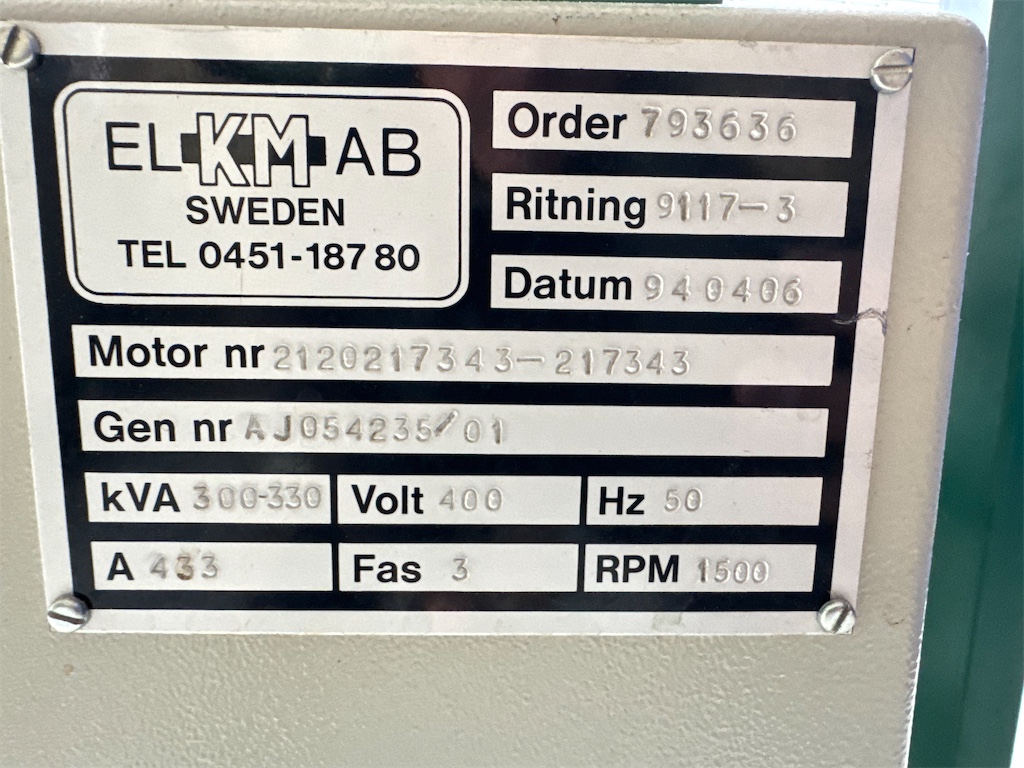 EL KM AB
SWEDEN
TEL 0451-187 80
Order 793636
Ritning 9117-3
Datum 940406
Motor nr 2120217343-217343
Gen nr AJ054235/01
kVA 300-330 Volt 400 Hz 50
A 433 Fas 3 RPM 1500